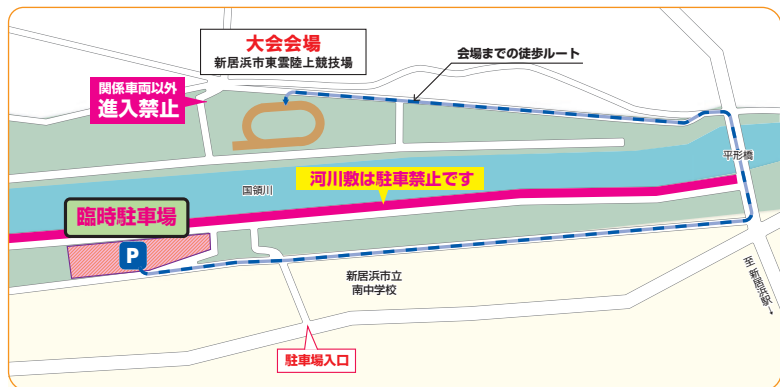 大会会場
新居浜市東雲陸上競技場
会場までの徒歩ルート
関係車両以外
進入禁止
平形橋
河川敷は駐車禁止です
国領川
臨時駐車場
P
新居浜市立
南中学校
至 新居浜駅→
駐車場入口